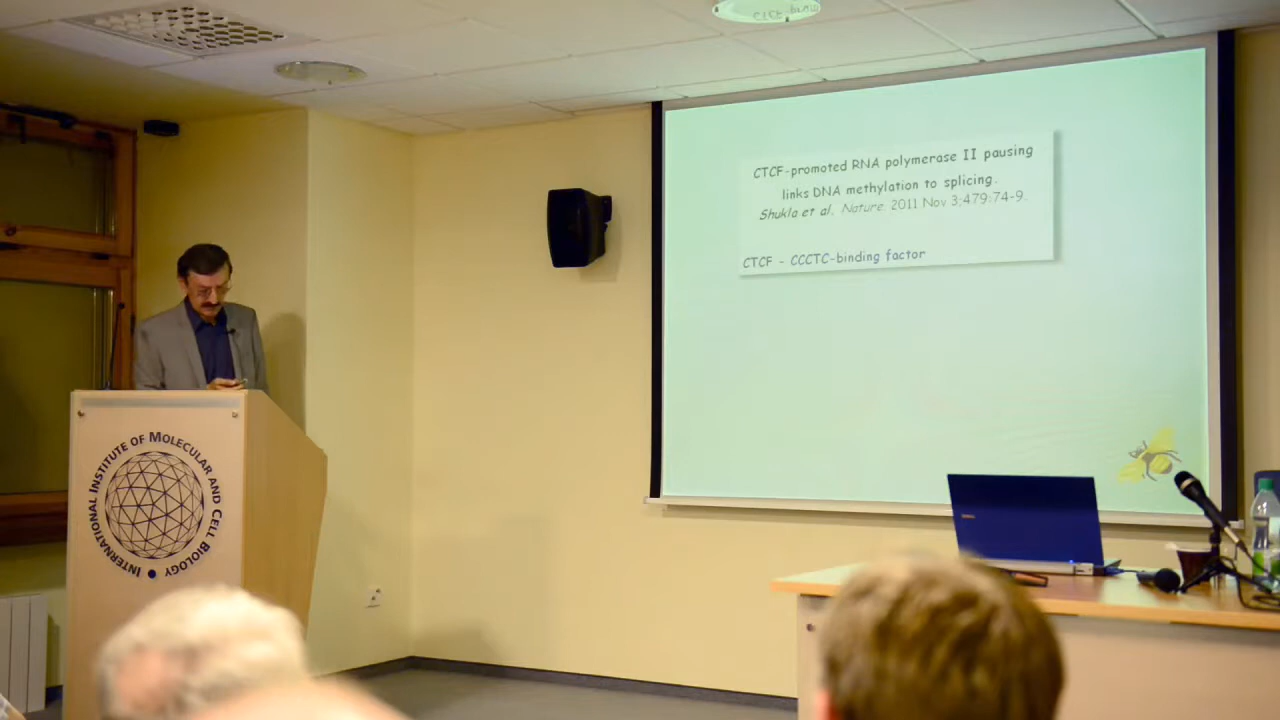 CTCF-promoted RNA polymerase II pausing
links DNA methylation to splicing.
Shukla et al. Nature. 2011 Nov 3;479:74-9.
CTCF - CCCTC-binding factor
INTERNATIONAL INSTITUTE OF MOLECULAR AND CELL BIOLOGY